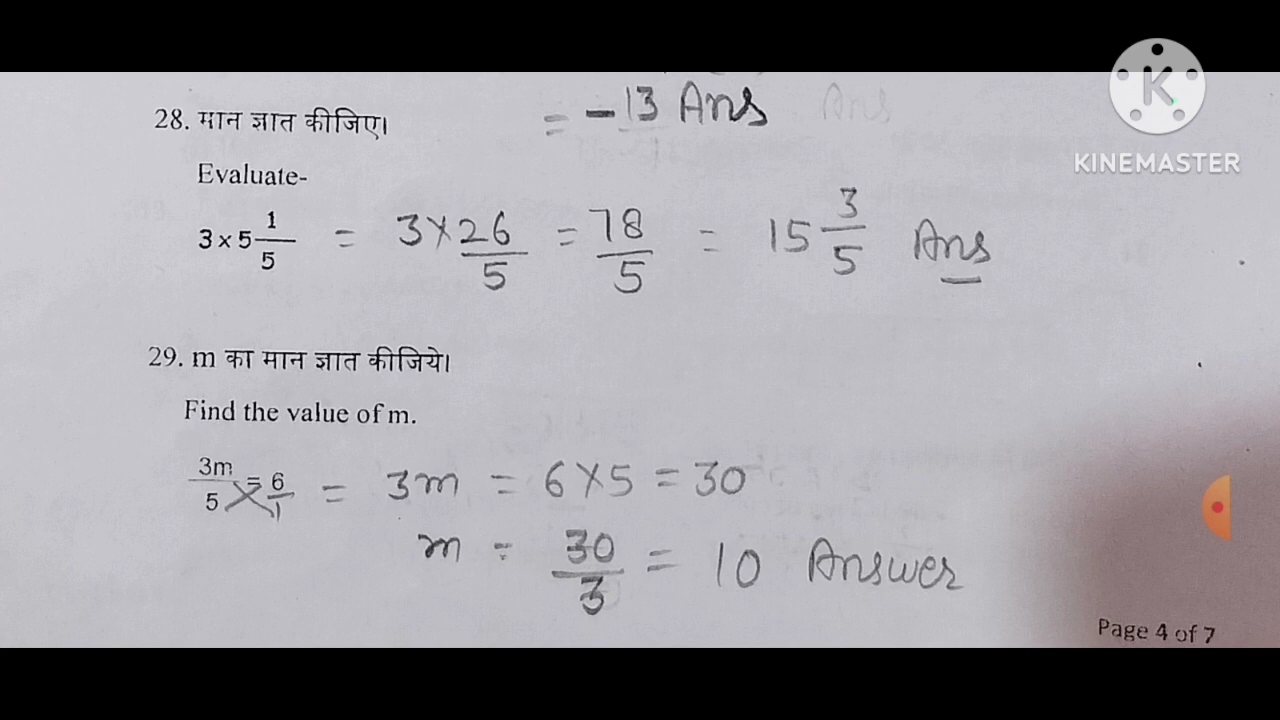 = -13 Ans Ans
KINEMASTER
28. मान ज्ञात कीजिए।
Evaluate-
3 × 5 1/5 = 3 × 26/5 = 78/5 = 15 3/5 Ans
29. m का मान ज्ञात कीजिये।
Find the value of m.
3m/5 = 6/1 = 3m = 6 × 5 = 30
m = 30/3 = 10 Answer
Page 4 of 7